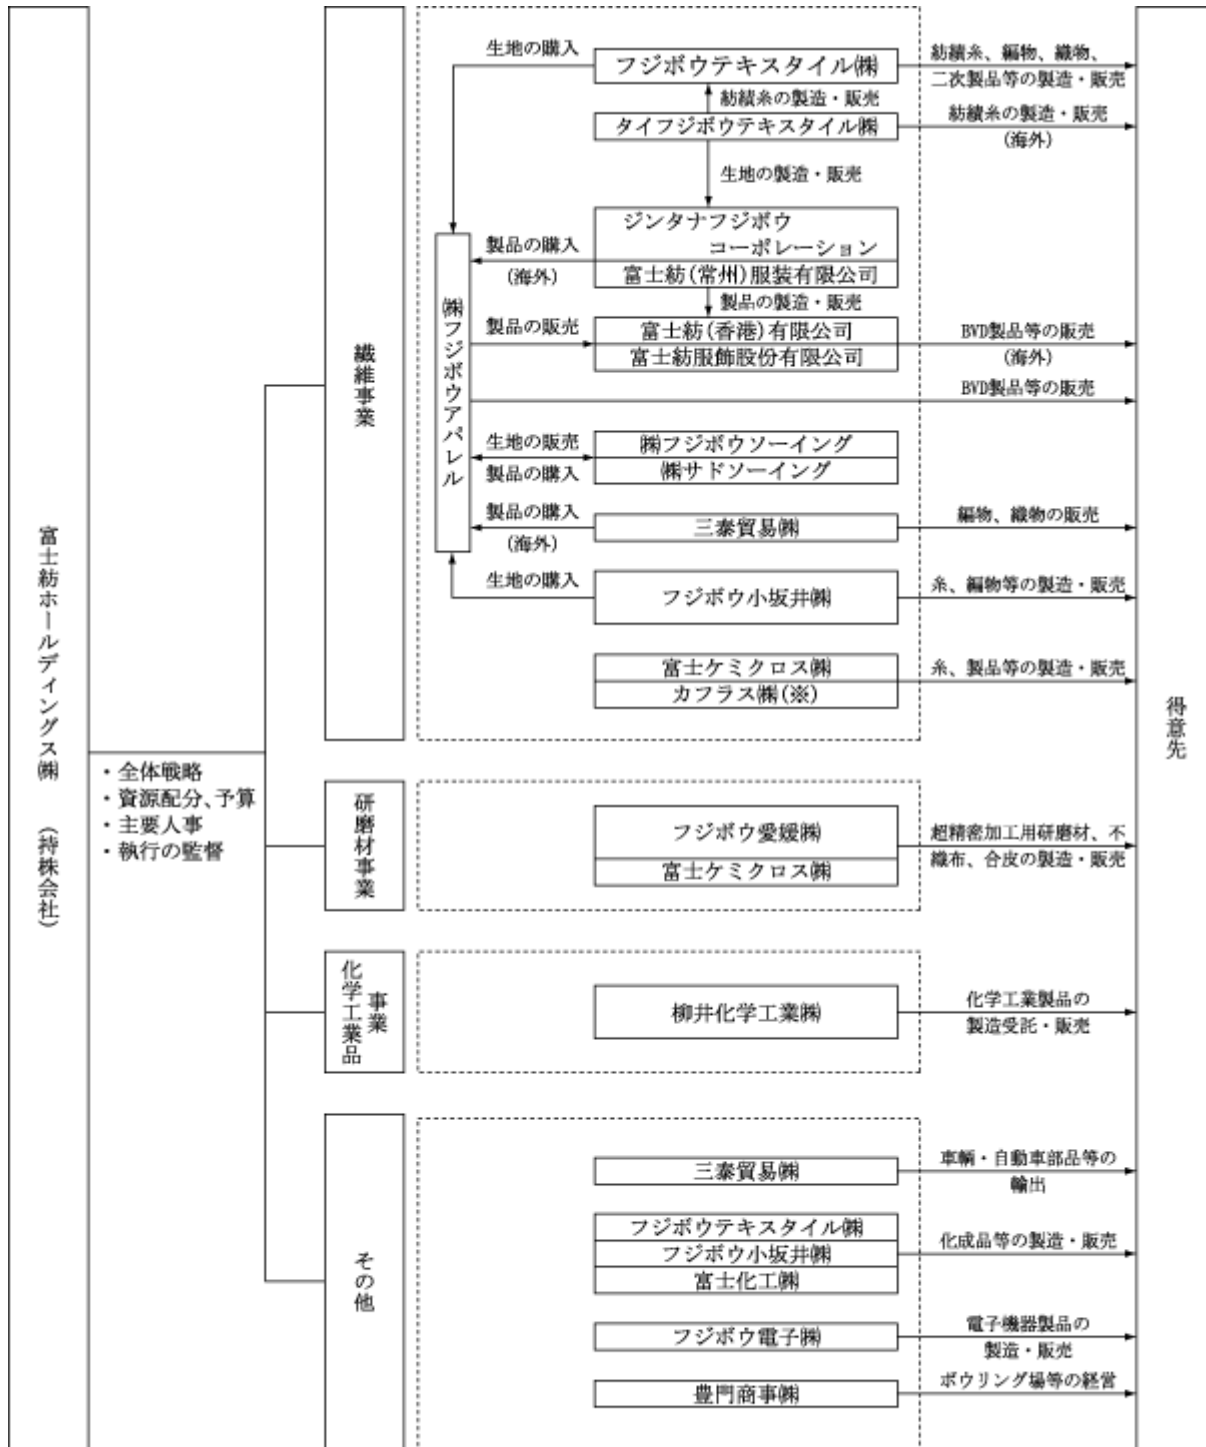 富士紡ホールディングス㈱　(持株会社)
・全体戦略
・資源配分、予算
・主要人事
・執行の監督
繊維事業
㈱フジボウアパレル
生地の購入
フジボウテキスタイル㈱
紡績糸、編物、織物、
二次製品等の製造・販売
紡績糸の製造・販売
タイフジボウテキスタイル㈱
紡績糸の製造・販売
(海外)
生地の製造・販売
ジンタナフジボウ
コーポレーション
富士紡(常州)服装有限公司
製品の購入
(海外)
製品の製造・販売
製品の販売
富士紡(香港)有限公司
富士紡服飾股份有限公司
BVD製品等の販売
(海外)
BVD製品等の販売
生地の販売
製品の購入
㈱フジボウソーイング
㈱サドソーイング
製品の購入
(海外)
三泰貿易㈱
編物、織物の販売
生地の購入
フジボウ小坂井㈱
糸、編物等の製造・販売
富士ケミクロス㈱
カフラス㈱(※)
糸、製品等の製造・販売
得意先
研磨材事業
フジボウ愛媛㈱
富士ケミクロス㈱
超精密加工用研磨材、不
織布、合皮の製造・販売
化学工業品
事業
柳井化学工業㈱
化学工業製品の
製造受託・販売
その他
三泰貿易㈱
車輌・自動車部品等の
輸出
フジボウテキスタイル㈱
フジボウ小坂井㈱
富士化工㈱
化成品等の製造・販売
フジボウ電子㈱
電子機器製品の
製造・販売
豊門商事㈱
ボウリング場等の経営